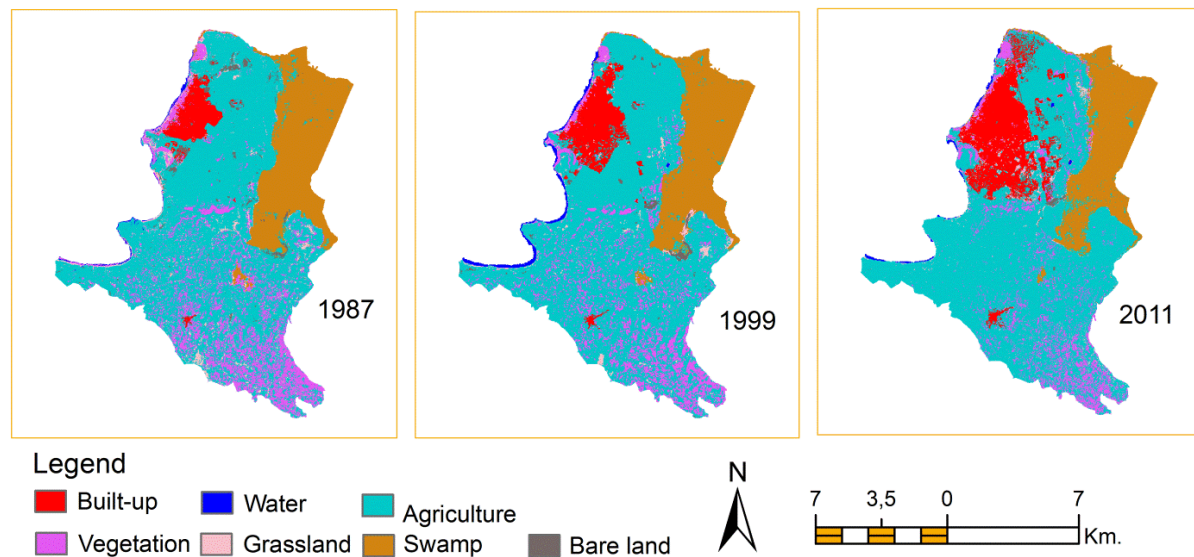 1987
1999
2011
Legend
Built-up
Water
Agriculture
Vegetation
Grassland
Swamp
Bare land
N
7 3,5 0 7
Km.